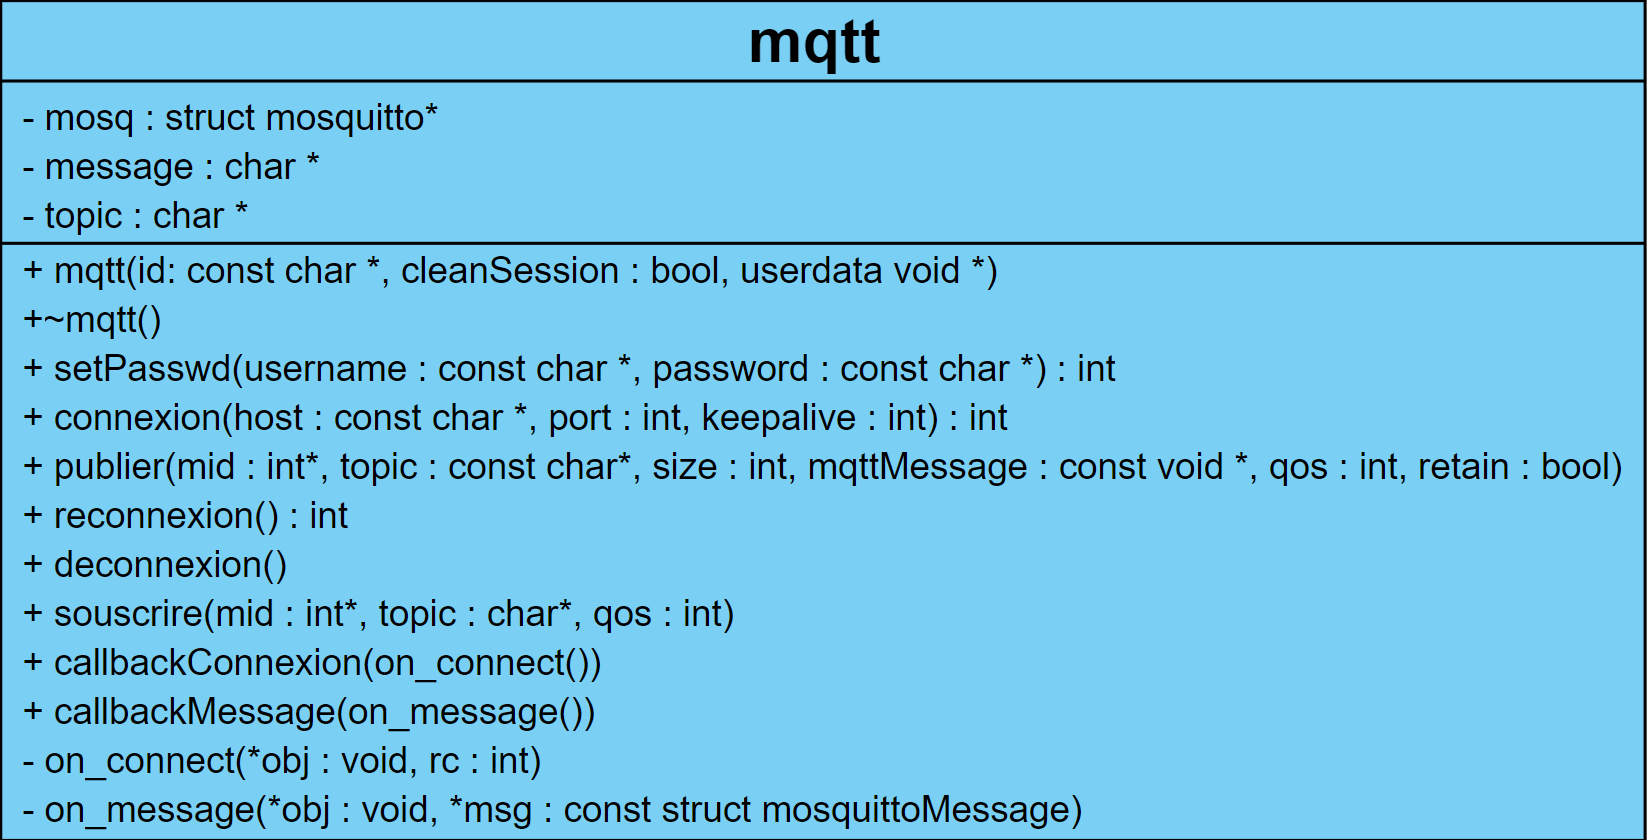 mqtt
- mosq : struct mosquitto*
- message : char *
- topic : char *
+ mqtt(id: const char *, cleanSession : bool, userdata void *)
+~mqtt()
+ setPasswd(username : const char *, password : const char *) : int
+ connexion(host : const char *, port : int, keepalive : int) : int
+ publier(mid : int*, topic : const char*, size : int, mqttMessage : const void *, qos : int, retain : bool)
+ reconnexion() : int
+ deconnexion()
+ souscrire(mid : int*, topic : char*, qos : int)
+ callbackConnexion(on_connect())
+ callbackMessage(on_message())
- on_connect(*obj : void, rc : int)
- on_message(*obj : void, *msg : const struct mosquittoMessage)